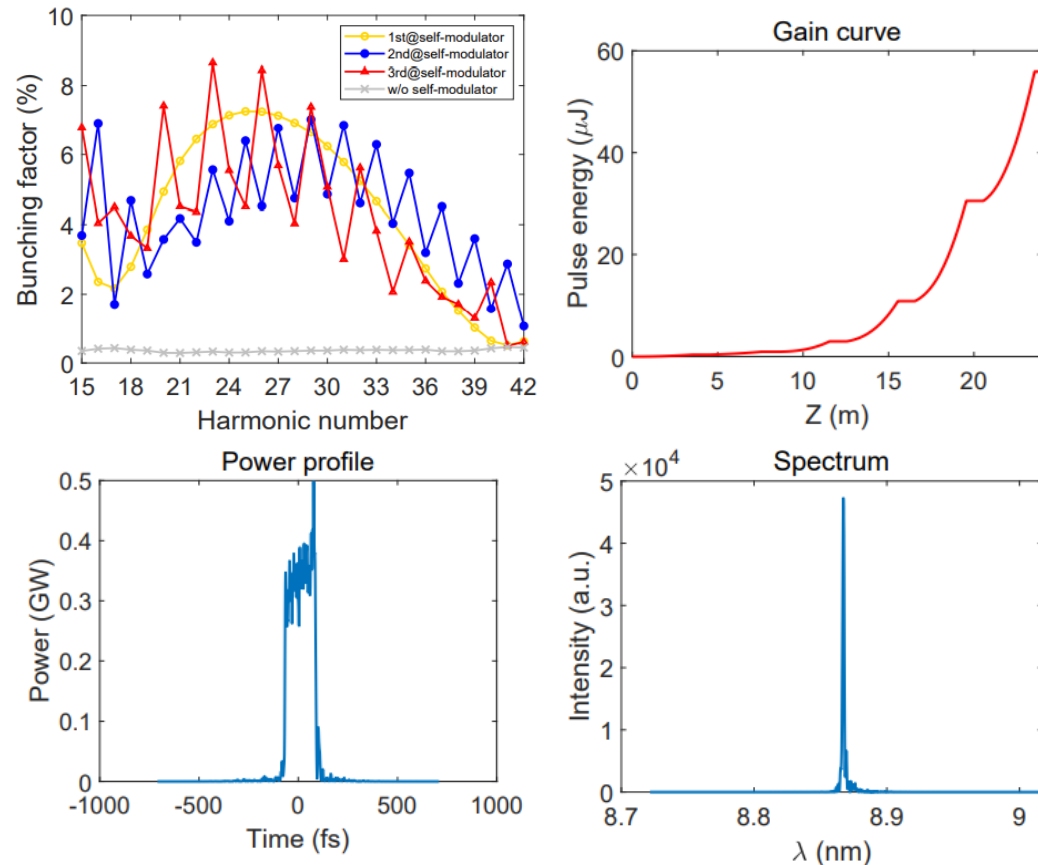 Bunching factor (%)
10
8
6
4
2
0
1st@self-modulator
2nd@self-modulator
3rd@self-modulator
w/o self-modulator
15 18 21 24 27 30 33 36 39 42
Harmonic number
Gain curve
Pulse energy (μJ)
60
40
20
0
0 5 10 15 20
Z (m)
Power profile
Power (GW)
0.5
0.4
0.3
0.2
0.1
0
-1000 -500 0 500 1000
Time (fs)
Spectrum
× 10⁴
Intensity (a.u.)
5
4
3
2
1
0
8.7 8.8 8.9 9
λ (nm)